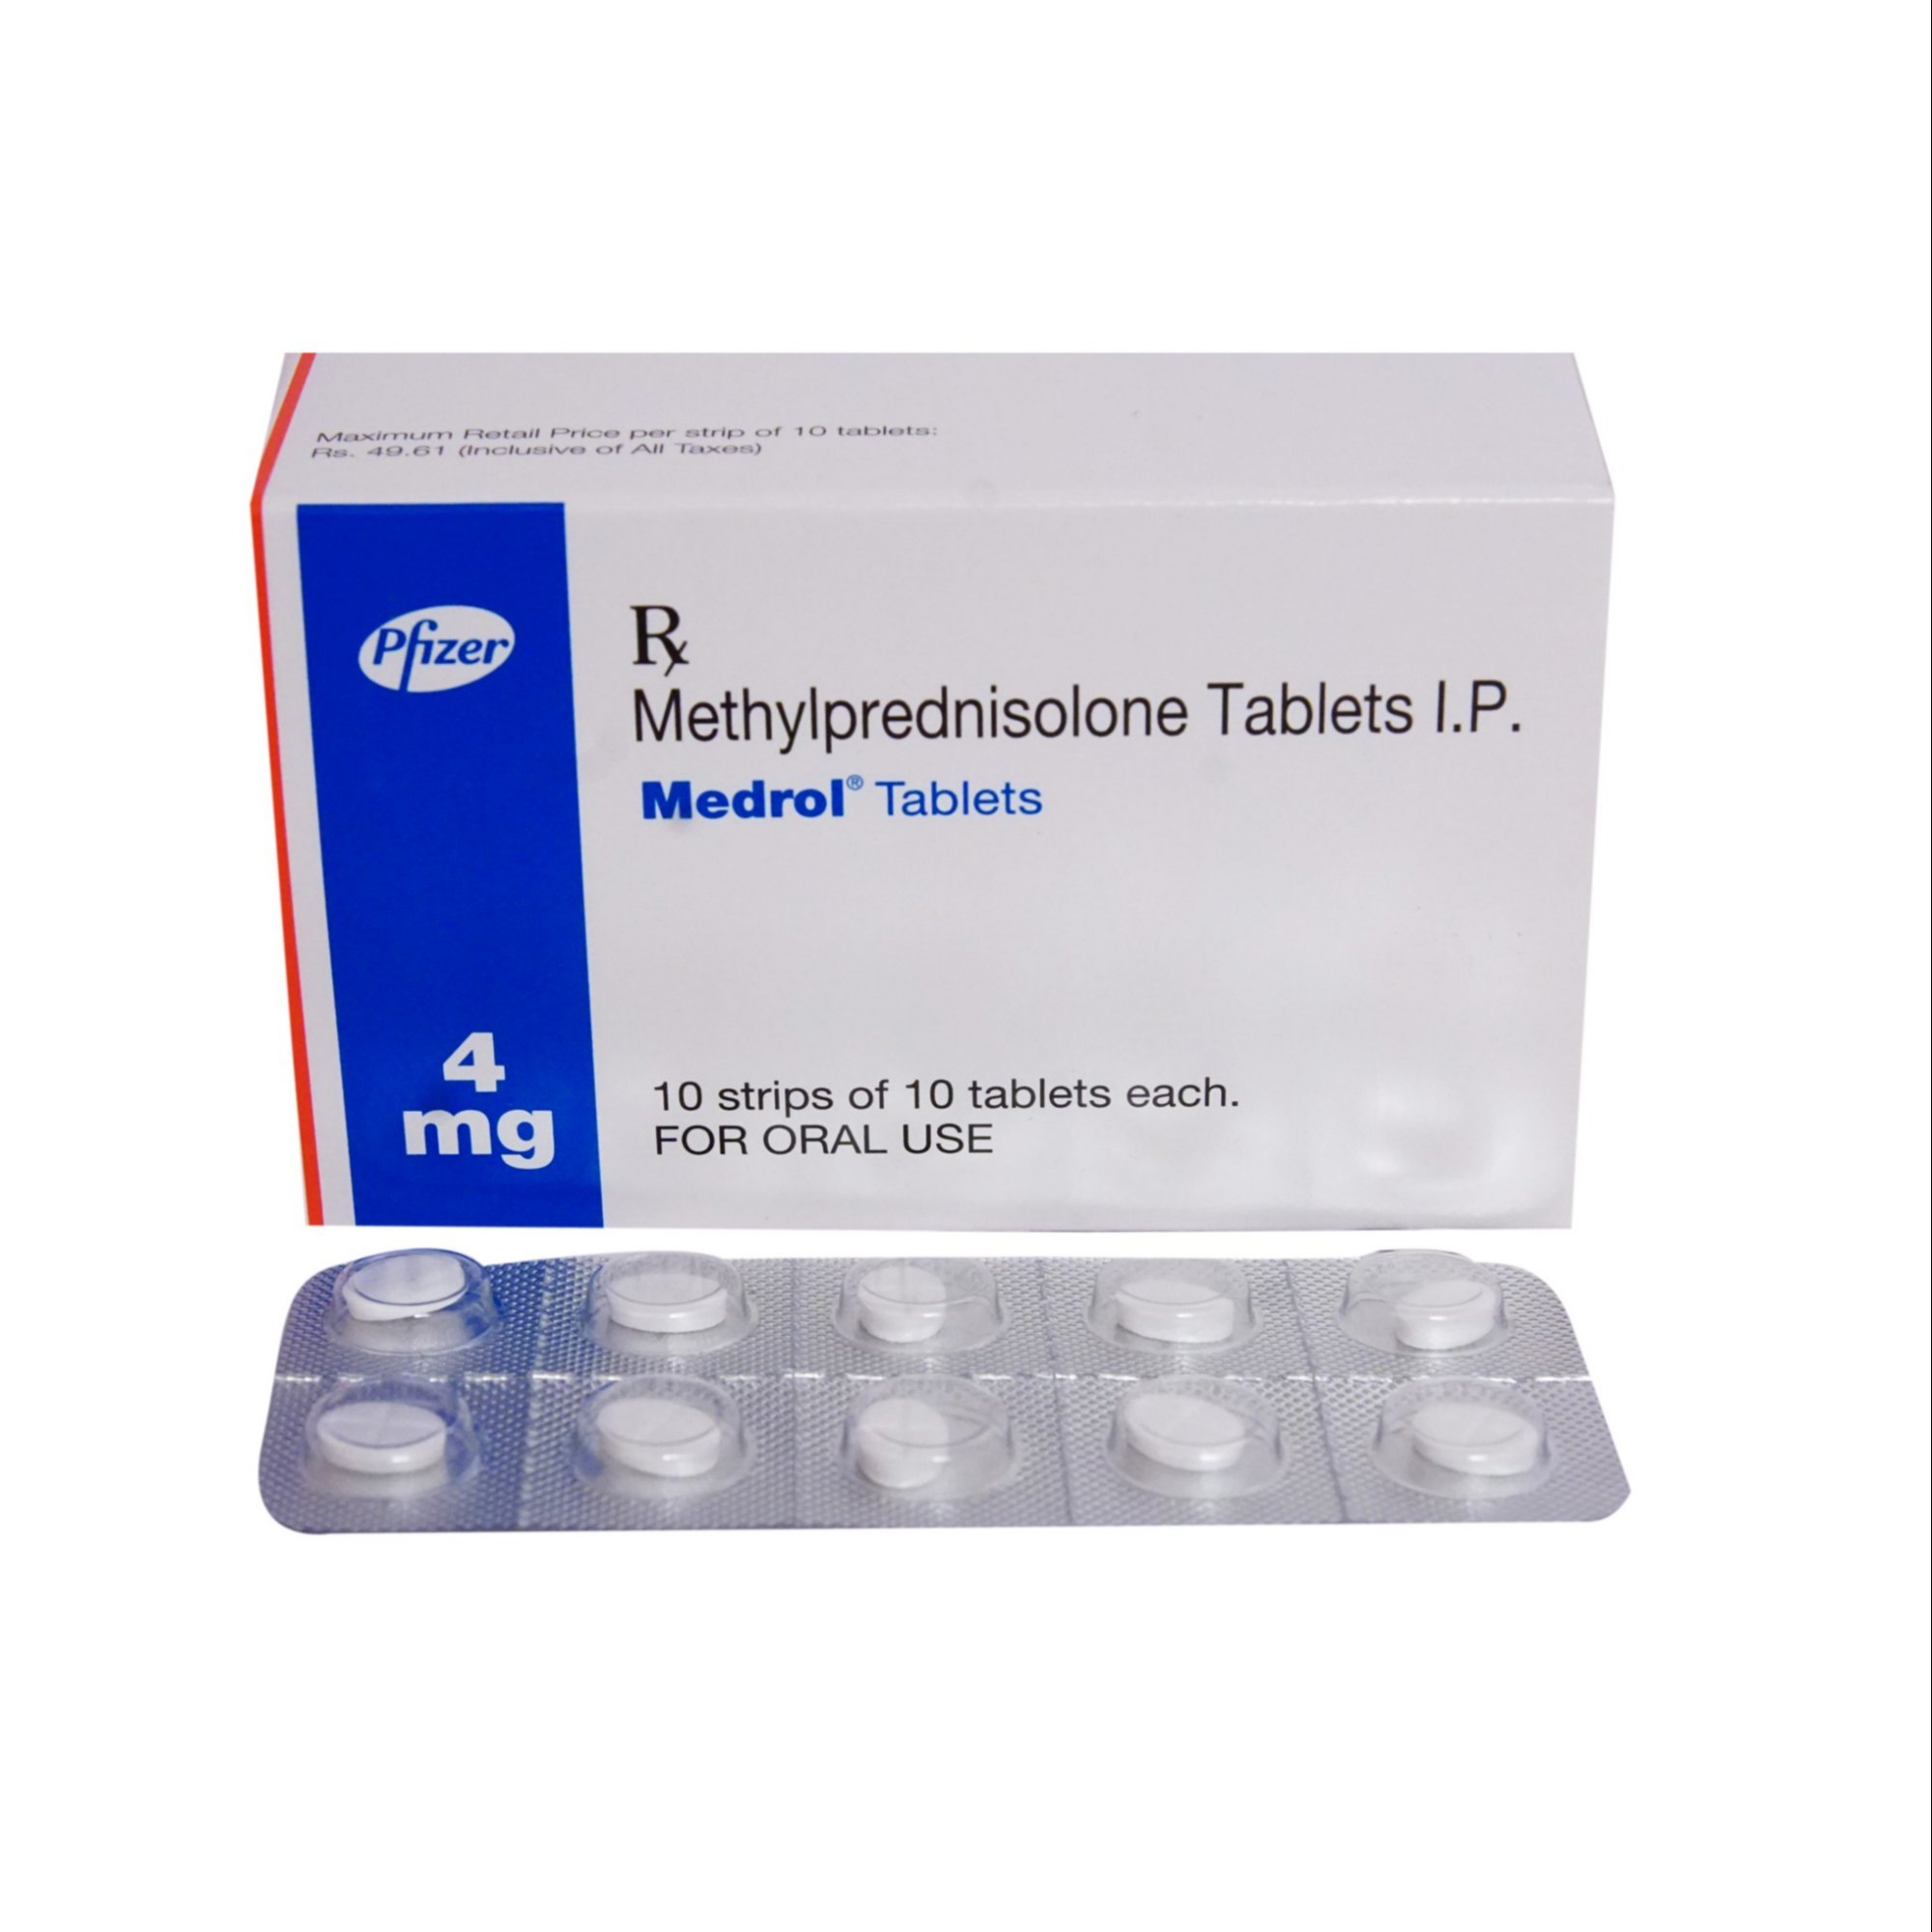 Maximum Retail Price per strip of 10 tablets:
Rs. 49.61 (Inclusive of All Taxes)
Pfizer
Rx
Methylprednisolone Tablets I.P.
Medrol® Tablets
4
mg
10 strips of 10 tablets each.
FOR ORAL USE